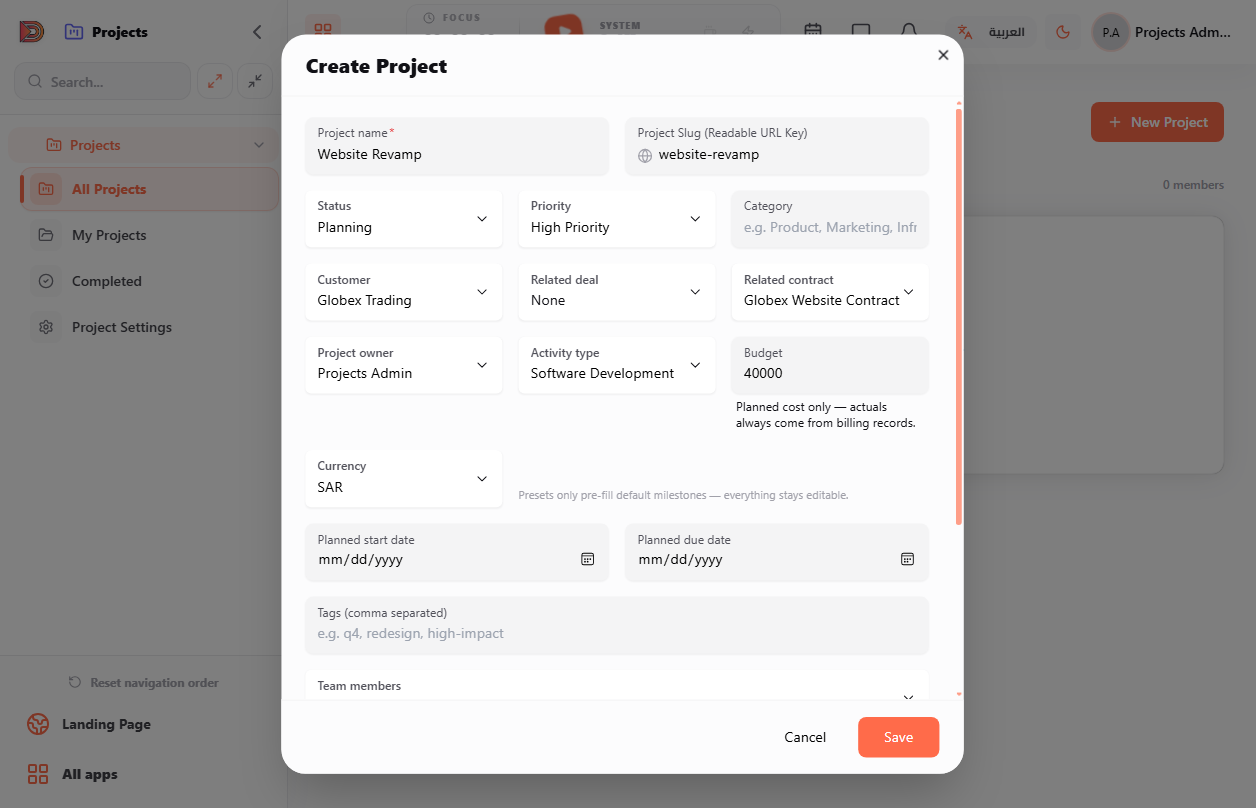 Projects
Search...
Projects
All Projects
My Projects
Completed
Project Settings
Reset navigation order
Landing Page
All apps
FOCUS
SYSTEM
العربية
P.A
Projects Adm...
+ New Project
0 members
Create Project
Project name*
Website Revamp
Project Slug (Readable URL Key)
website-revamp
Status
Planning
Priority
High Priority
Category
e.g. Product, Marketing, Infr
Customer
Globex Trading
Related deal
None
Related contract
Globex Website Contract
Project owner
Projects Admin
Activity type
Software Development
Budget
40000
Planned cost only — actuals
always come from billing records.
Currency
SAR
Presets only pre-fill default milestones — everything stays editable.
Planned start date
mm/dd/yyyy
Planned due date
mm/dd/yyyy
Tags (comma separated)
e.g. q4, redesign, high-impact
Team members
Cancel
Save